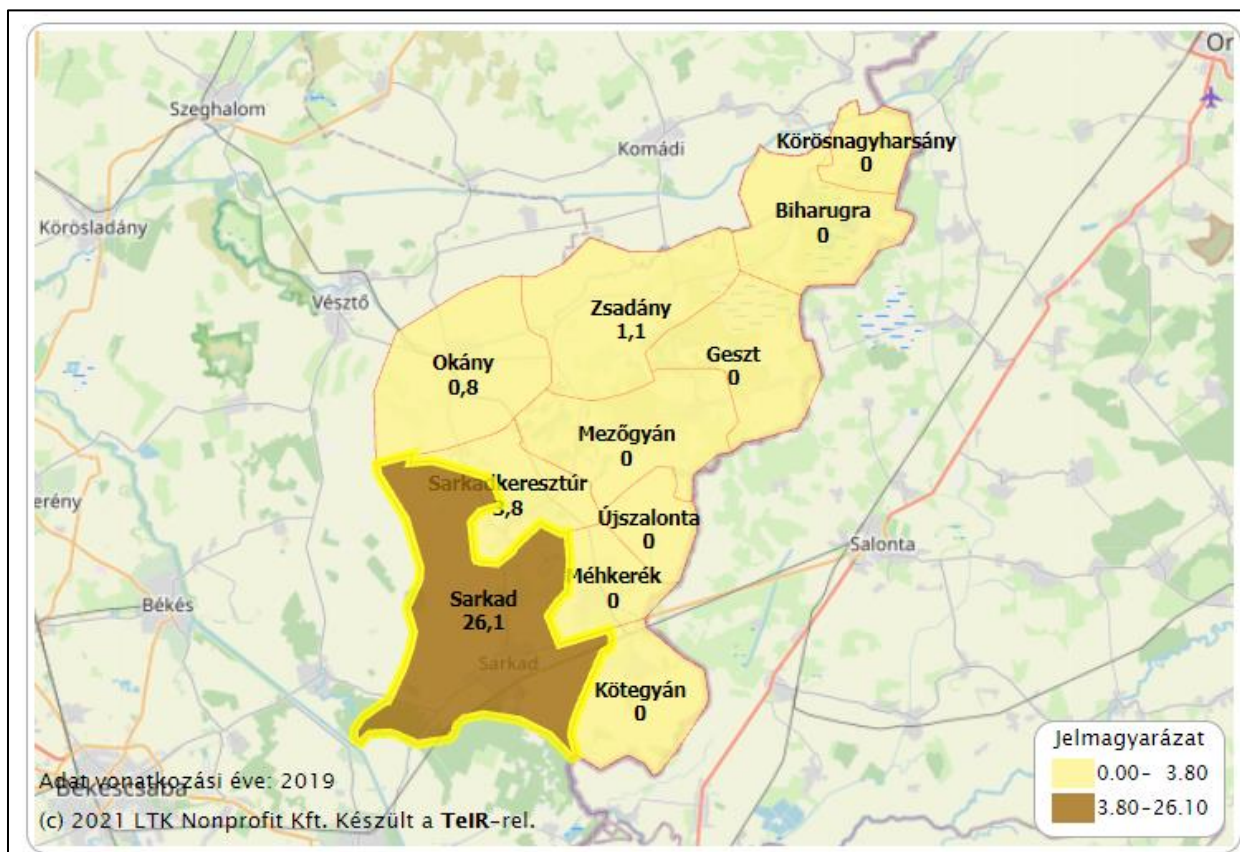 Or
Szeghalom
Komádi
Körösnagyharsány
0
Körösladány
Biharugra
0
Vésztő
Zsadány
1,1
Okány
0,8
Geszt
0
Mezőgyán
0
Sarkadkeresztúr
3,8
erény
Újszalonta
0
Salonta
Méhkerék
0
Békés
Sarkad
26,1
Sarkad
Kötegyán
0
Jelmagyarázat
0.00- 3.80
3.80-26.10
Adat vonatkozási éve: 2019
Békéscsaba
(c) 2021 LTK Nonprofit Kft. Készült a TeIR-rel.